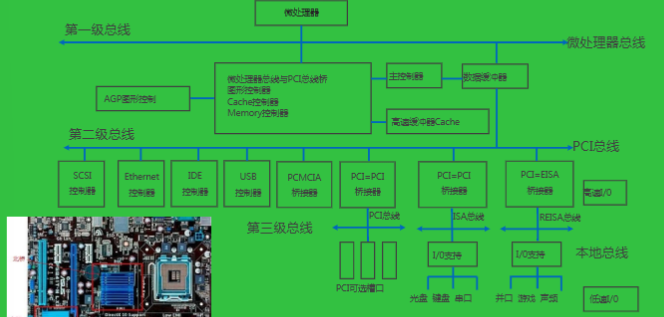 微处理器
第一级总线
微处理器总线
微处理器总线与PCI总线桥
图形控制器
Cache控制器
Memory控制器
主控制器
数据缓冲器
AGP图形控制
高速缓冲器Cache
第二级总线
PCI总线
SCSI
控制器
Ethernet
控制器
IDE
控制器
USB
控制器
PCMCIA
桥接器
PCI=PCI
桥接器
PCI=PCI
桥接器
PCI=EISA
桥接器
高速I/0
第三级总线
PCI总线
ISA总线
REISA总线
本地总线
I/0支持
I/0支持
PCI可选槽口
光盘 键盘 串口
并口 游戏 声频
低速I/0
北桥